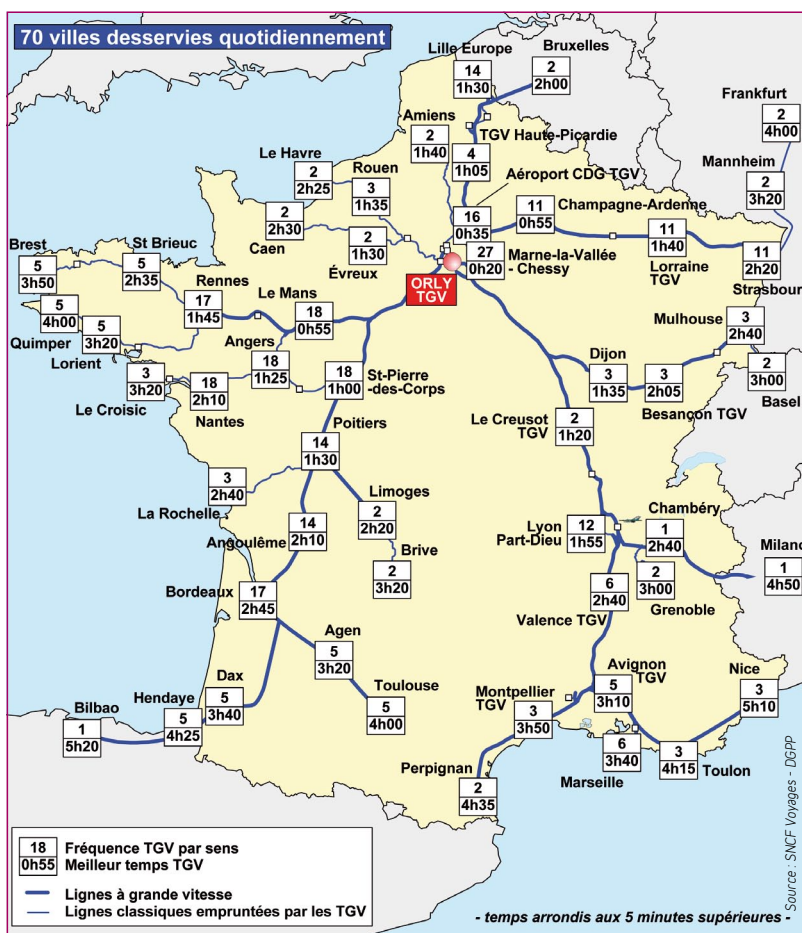 70 villes desservies quotidiennement
Lille Europe
14
1h30
Bruxelles
2
2h00
Frankfurt
2
4h00
Amiens
2
1h40
TGV Haute-Picardie
4
1h05
Mannheim
2
3h20
Le Havre
2
2h25
Rouen
3
1h35
Aéroport CDG TGV
16
0h35
Champagne-Ardenne
11
0h55
Caen
2
2h30
Évreux
2
1h30
27
0h20
Marne-la-Vallée
- Chessy
Lorraine
TGV
11
1h40
Strasbour
11
2h20
ORLY
TGV
Brest
5
3h50
St Brieuc
5
2h35
Rennes
17
1h45
Le Mans
18
0h55
Quimper
5
4h00
Lorient
5
3h20
Angers
18
1h25
Le Croisic
3
3h20
Nantes
18
2h10
18
1h00
St-Pierre
-des-Corps
Mulhouse
3
2h40
Dijon
3
1h35
Besançon TGV
3
2h05
Basel
2
3h00
Le Creusot
TGV
2
1h20
Poitiers
14
1h30
La Rochelle
3
2h40
Limoges
2
2h20
Angoulême
14
2h10
Brive
2
3h20
Lyon
Part-Dieu
12
1h55
Chambéry
1
2h40
Milano
1
4h50
Grenoble
2
3h00
Bordeaux
17
2h45
Valence TGV
6
2h40
Agen
5
3h20
Toulouse
5
4h00
Dax
5
3h40
Hendaye
5
4h25
Bilbao
1
5h20
Montpellier
TGV
3
3h50
Avignon
TGV
5
3h10
Nice
3
5h10
Perpignan
2
4h35
Marseille
6
3h40
Toulon
3
4h15
18
0h55
Fréquence TGV par sens
Meilleur temps TGV
Lignes à grande vitesse
Lignes classiques empruntées par les TGV
- temps arrondis aux 5 minutes supérieures -
Source : SNCF Voyages - DGPP